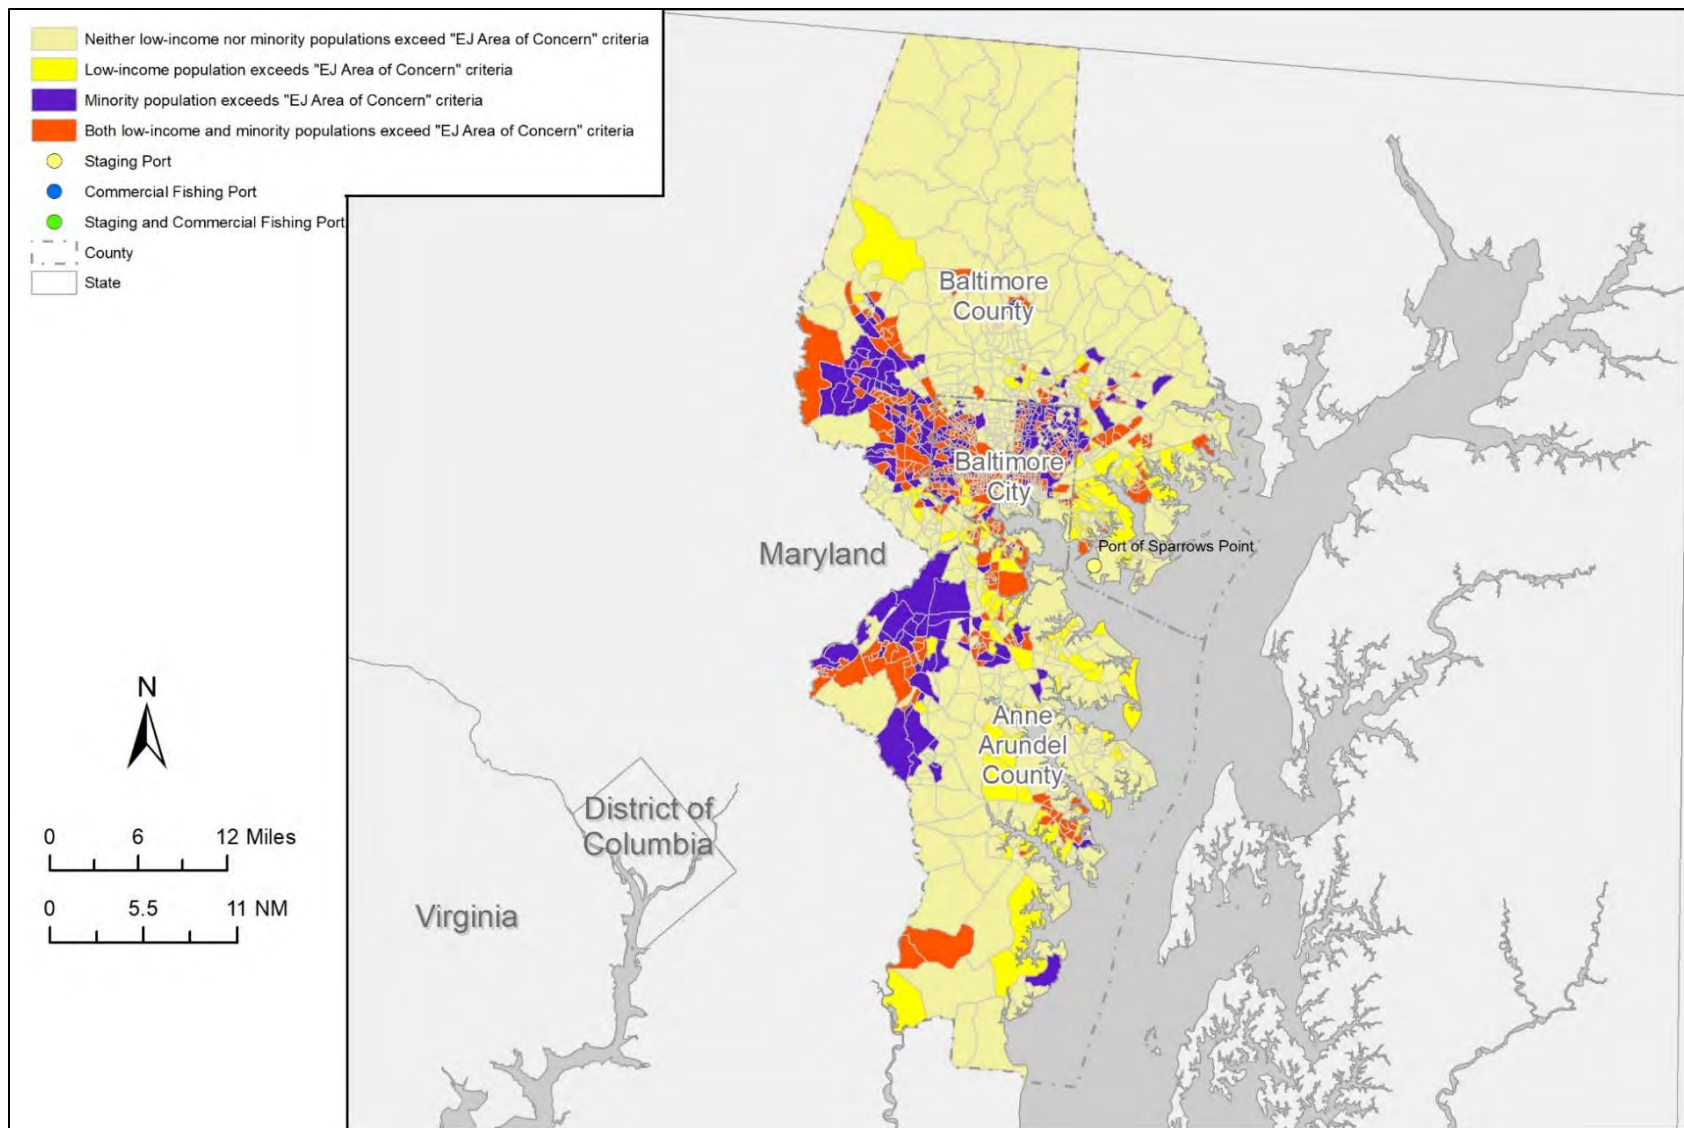 Neither low-income nor minority populations exceed "EJ Area of Concern" criteria
Low-income population exceeds "EJ Area of Concern" criteria
Minority population exceeds "EJ Area of Concern" criteria
Both low-income and minority populations exceed "EJ Area of Concern" criteria
Staging Port
Commercial Fishing Port
Staging and Commercial Fishing Port
County
State
Baltimore
County
Baltimore
City
Maryland
Port of Sparrows Point
Anne
Arundel
County
N
District of
Columbia
0 6 12 Miles
0 5.5 11 NM
Virginia